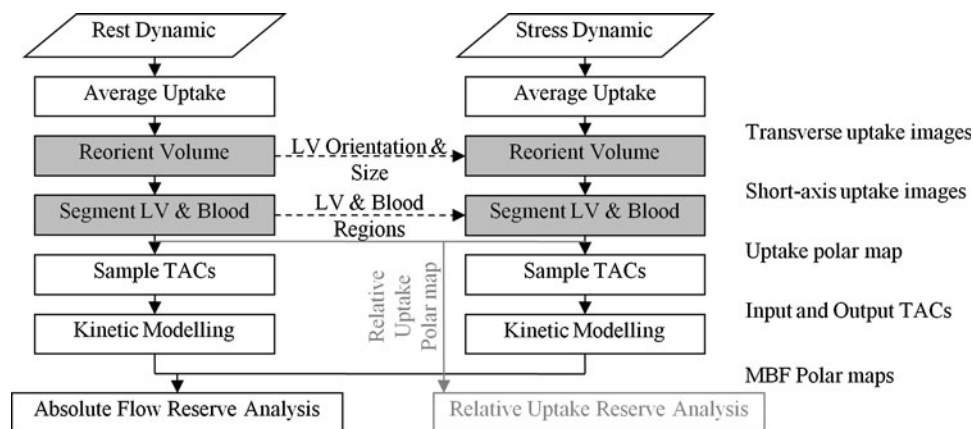 Rest Dynamic
Stress Dynamic
Average Uptake
Average Uptake
Transverse uptake images
Reorient Volume
LV Orientation &
Size
Reorient Volume
Short-axis uptake images
Segment LV & Blood
LV & Blood
Regions
Segment LV & Blood
Uptake polar map
Sample TACs
Relative
Uptake
Polar map
Sample TACs
Input and Output TACs
Kinetic Modelling
Kinetic Modelling
MBF Polar maps
Absolute Flow Reserve Analysis
Relative Uptake Reserve Analysis